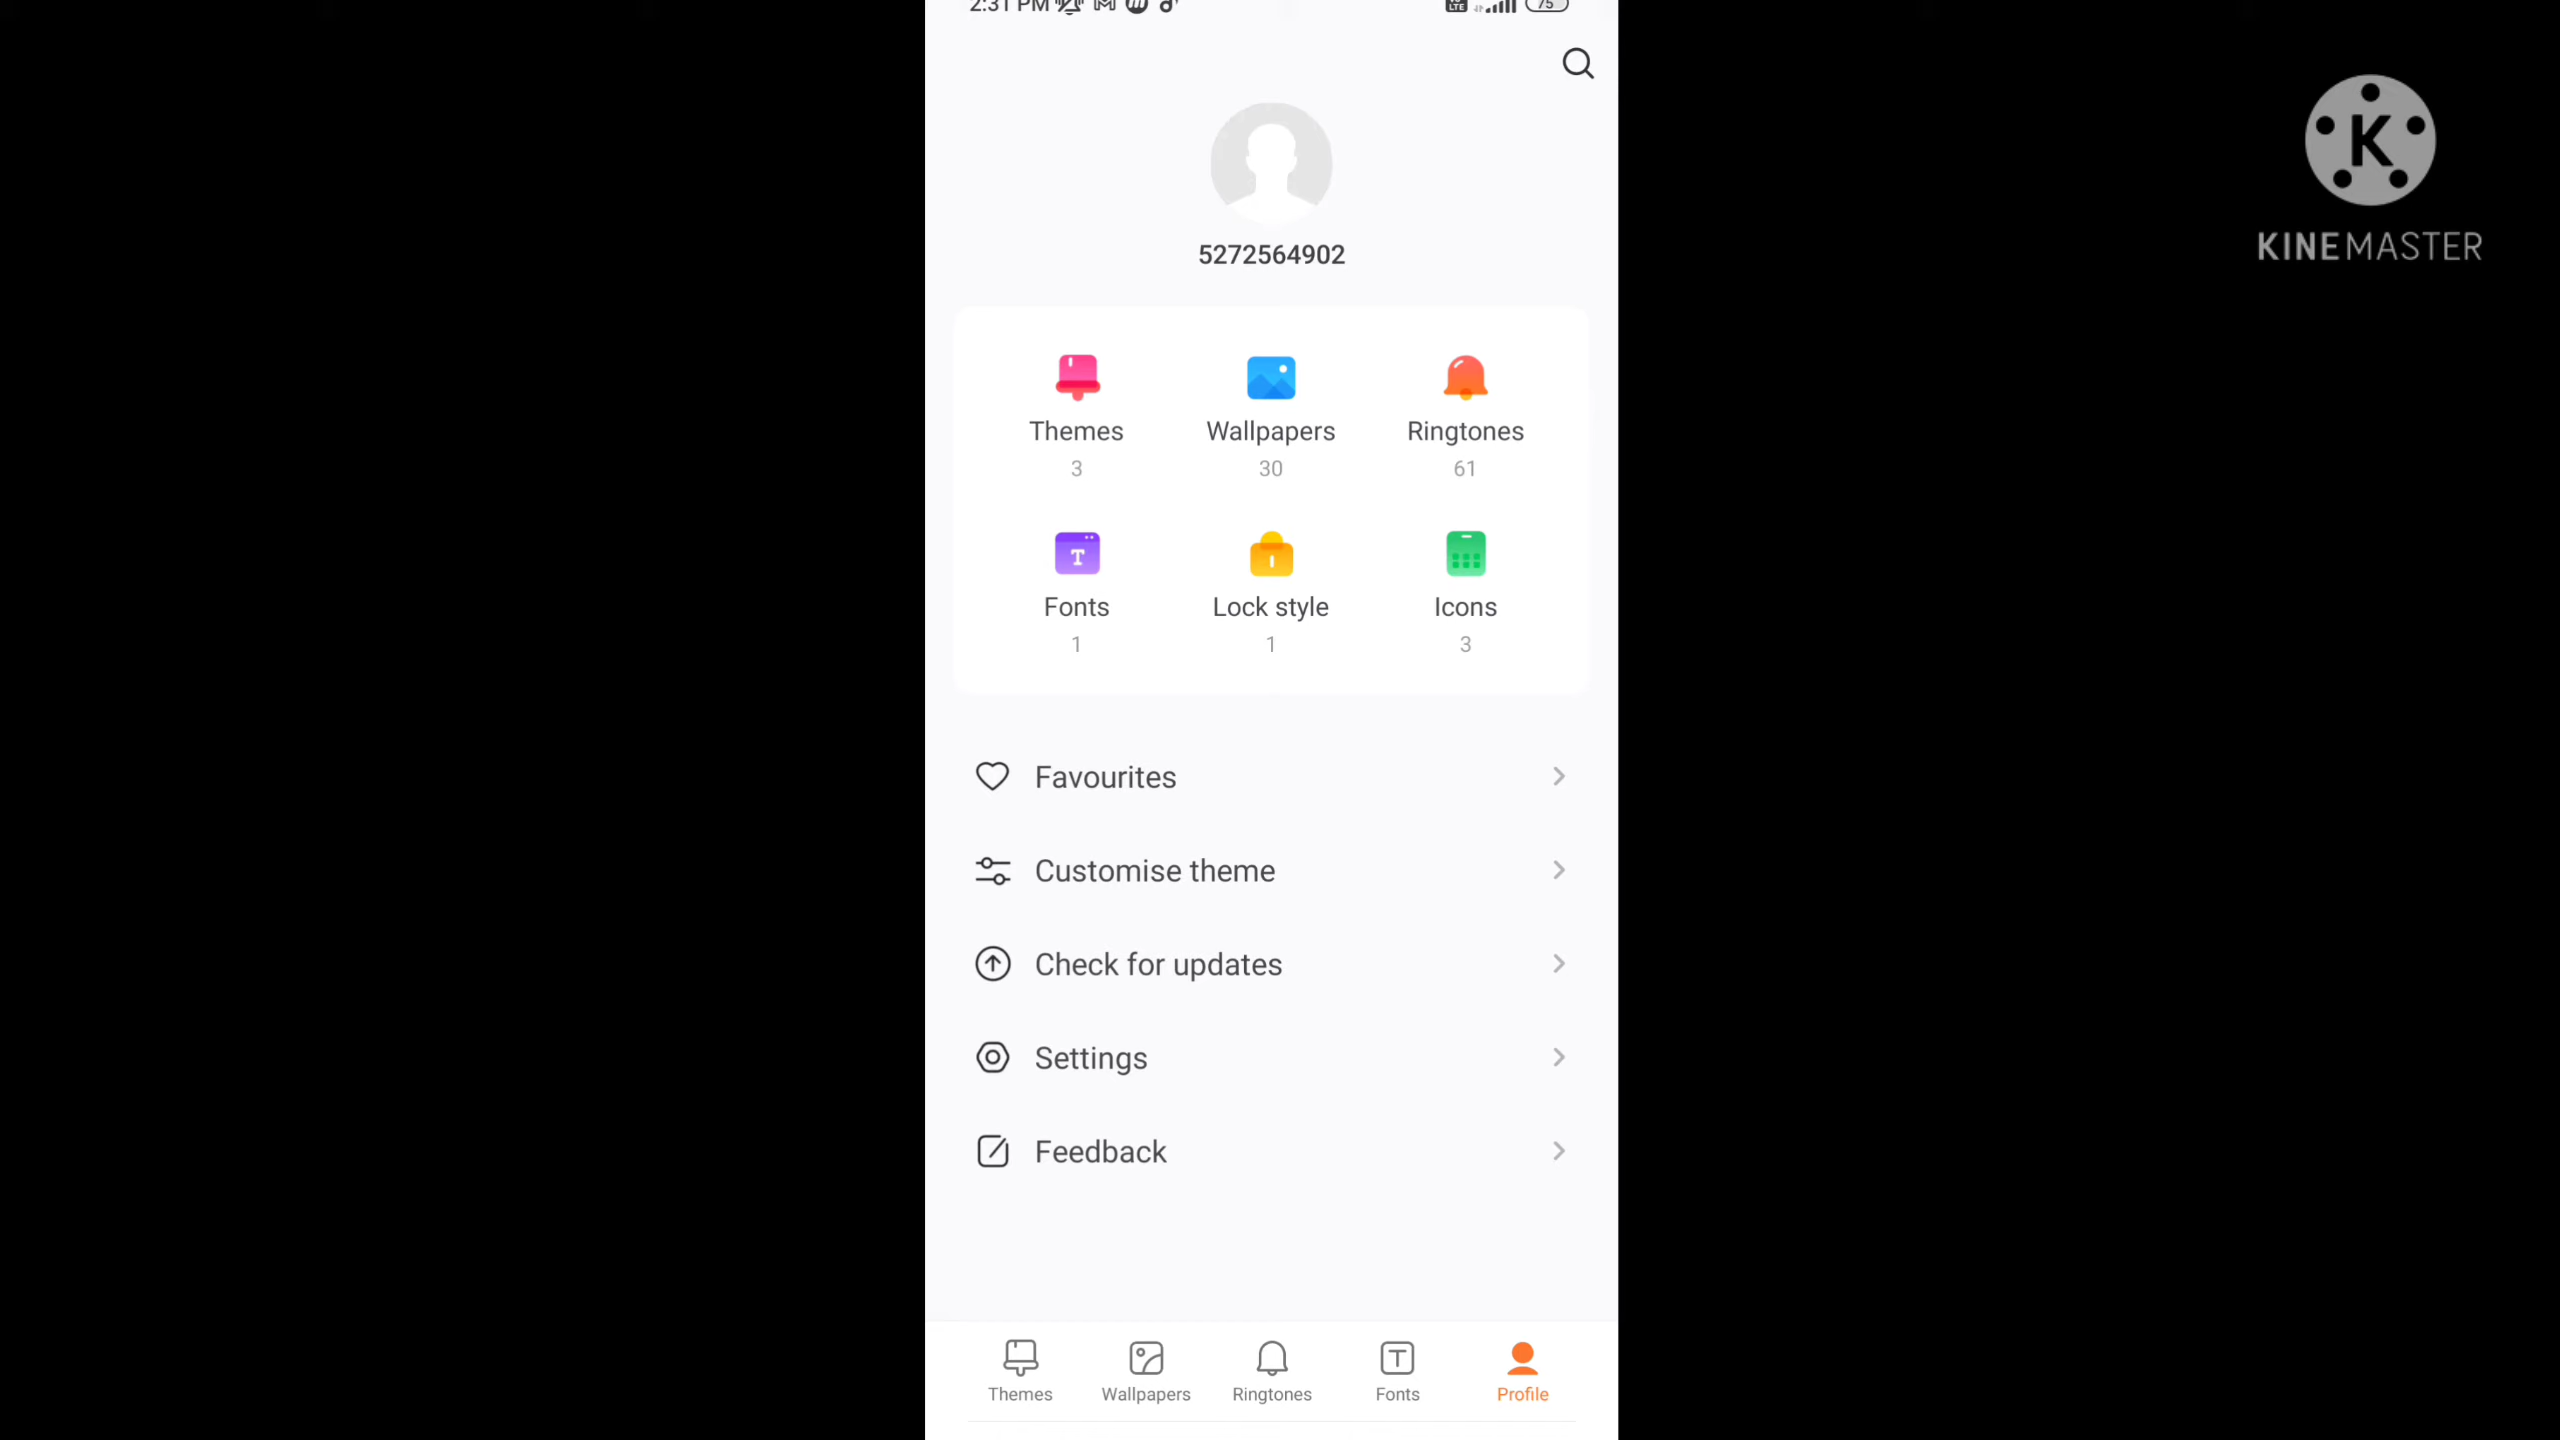 2:31 PM 75
K
KINEMASTER
5272564902
Themes Wallpapers Ringtones
3 30 61
T
Fonts Lock style Icons
1 1 3
Favourites
Customise theme
Check for updates
Settings
Feedback
T
Themes Wallpapers Ringtones Fonts Profile